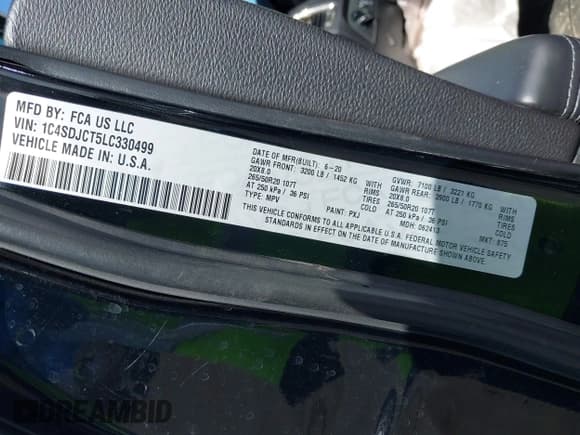 MFD BY: FCA US LLC
VIN: 1C4SDJCT5LC330499
VEHICLE MADE IN U.S.A.
DATE OF MFR(BUILT): 6-20
GAWR FRONT: 3200 LB / 1452 KG WITH
20X8.0 RIMS
265/50R20 107T TIRES
AT 250 kPa / 36 PSI COLD
TYPE: MPV PAINT: PXJ
GVWR: 7100 LB / 3221 KG
GAWR REAR: 3900 LB / 1770 KG WITH
20X8.0 RIMS
265/50R20 107T TIRES
AT 250 kPa / 36 PSI COLD
MDH: 062413 MKT: 875
THIS VEHICLE CONFORMS TO ALL APPLICABLE U.S.A. FEDERAL MOTOR VEHICLE SAFETY
STANDARDS IN EFFECT ON THE DATE OF MANUFACTURE SHOWN ABOVE.
DREAMBID